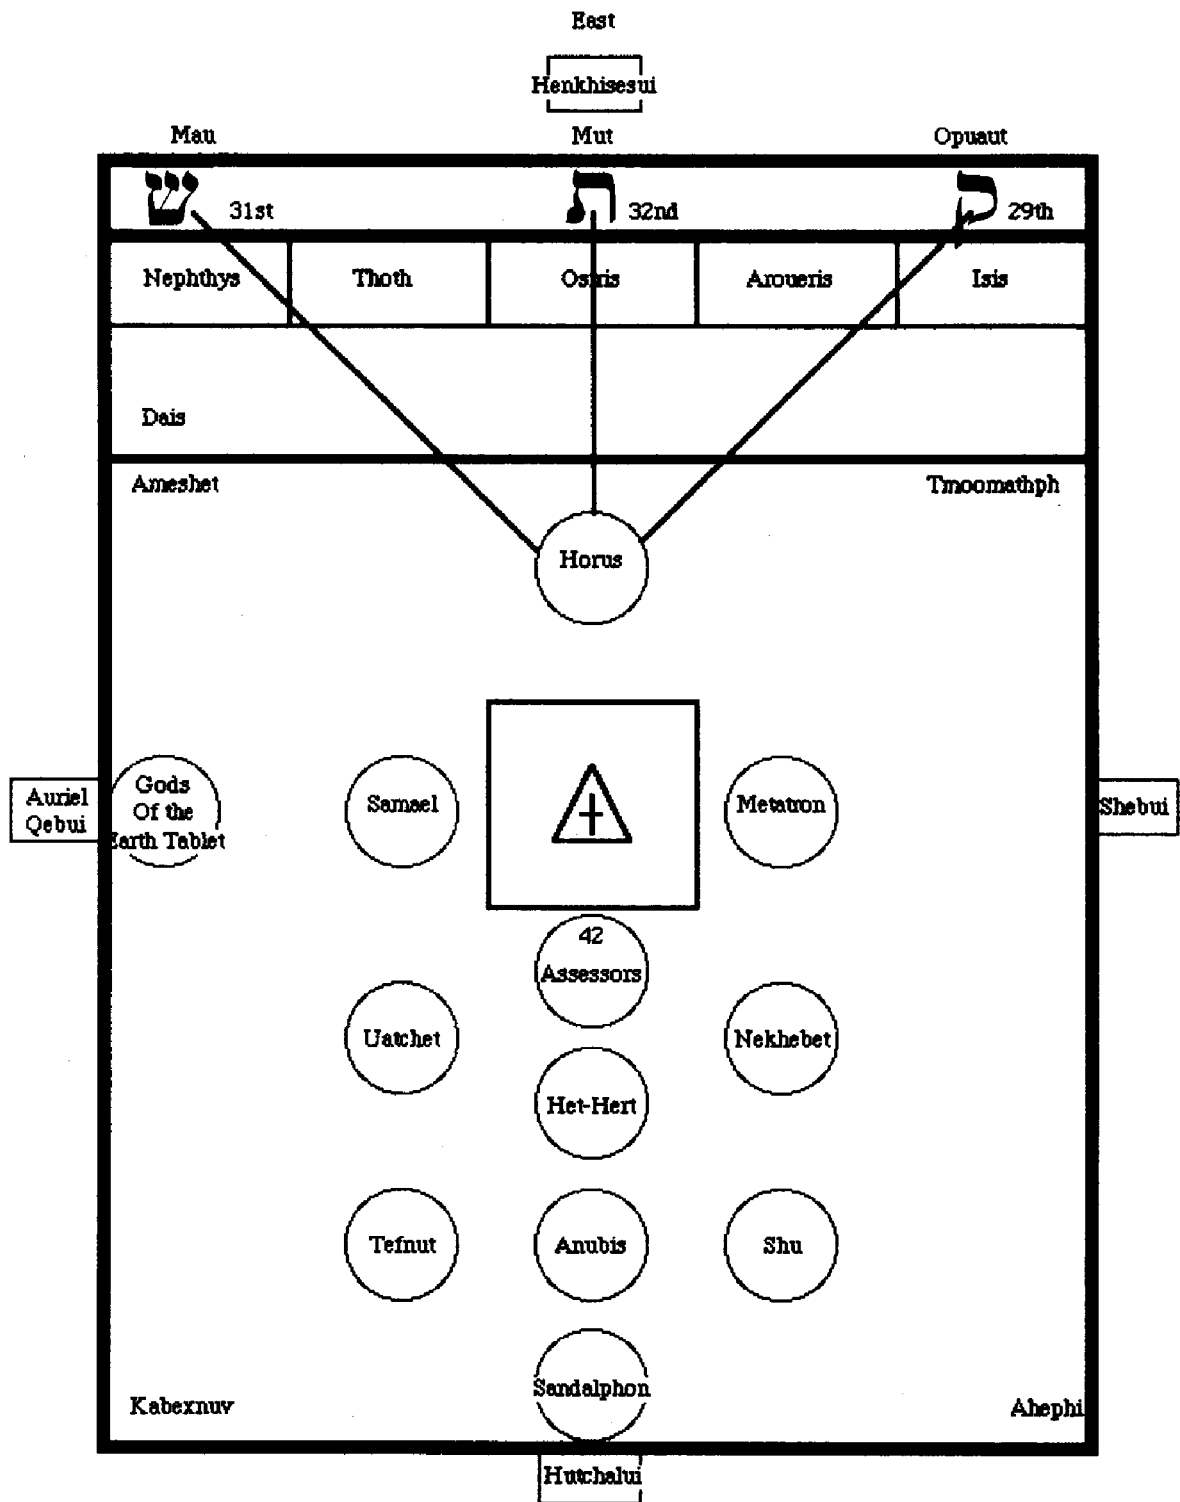 East
Henkhisesui
Mau Mut Opuaut
ש 31st ת 32nd ק 29th
Nephthys Thoth Osiris Aroueris Isis
Dais
Ameshet Tmoomathph
Horus
Auriel
Qebui
Gods
Of the
Earth Tablet
Samael
Metatron
Shebui
42
Assessors
Uatchet Nekhebet
Het-Hert
Tefnut Anubis Shu
Sandalphon
Kabexnuv Ahephi
Hutchalui